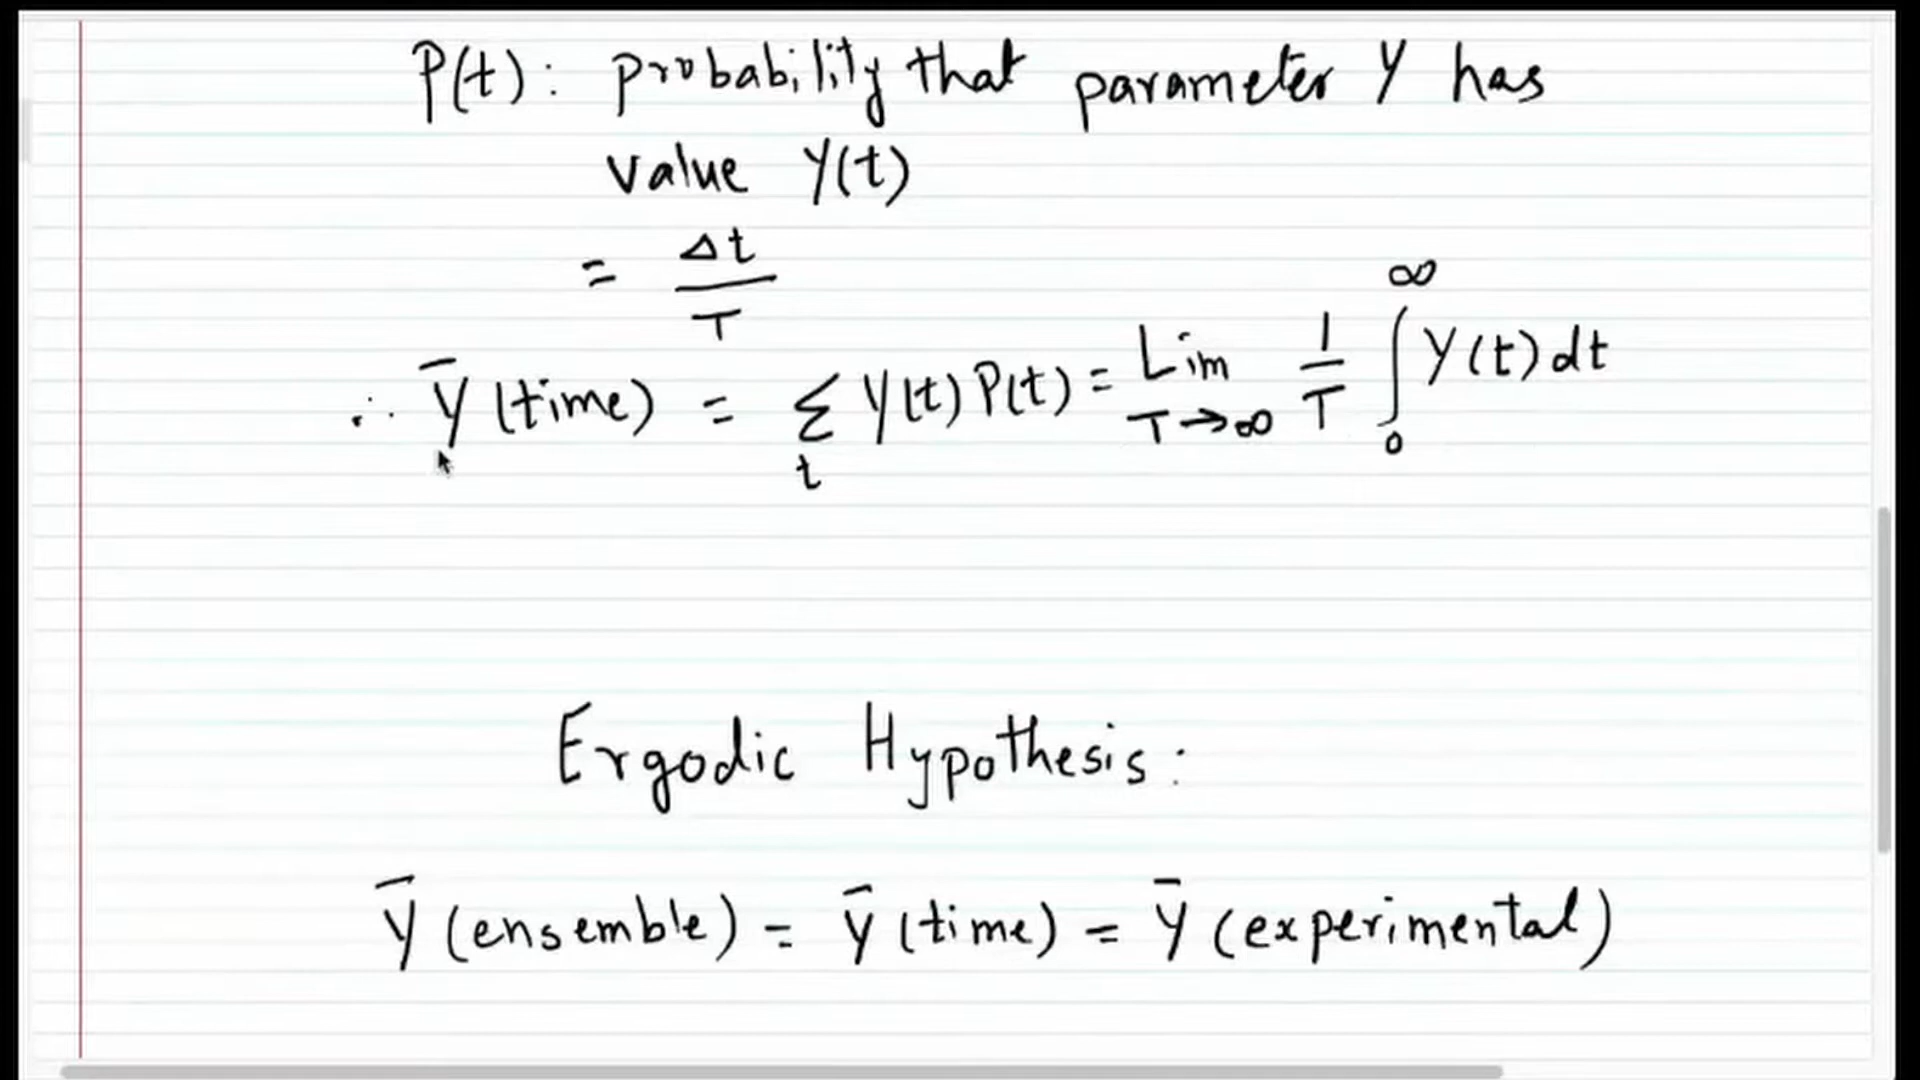 P(t): probability that parameter Y has
value Y(t)
= Δt/T
∴ Ȳ (time) = Σ_t Y(t) P(t) = Lim_{T→∞} 1/T ∫_0^∞ Y(t) dt
Ergodic Hypothesis:
Ȳ (ensemble) = Ȳ (time) = Ȳ (experimental)